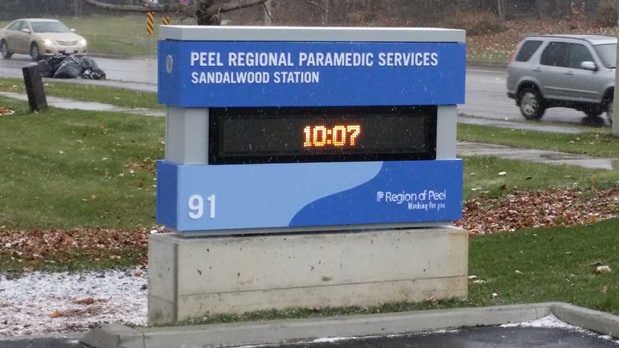 PEEL REGIONAL PARAMEDIC SERVICES
SANDALWOOD STATION
10:07
91
Region of Peel
Working for you